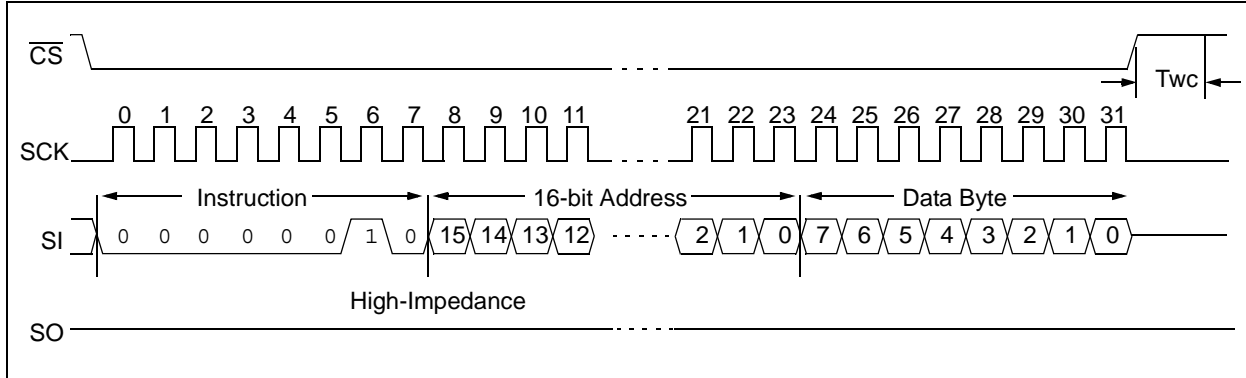 CS
Twc
0 1 2 3 4 5 6 7 8 9 10 11 21 22 23 24 25 26 27 28 29 30 31
SCK
Instruction 16-bit Address Data Byte
SI 0 0 0 0 0 0 1 0 15 14 13 12 2 1 0 7 6 5 4 3 2 1 0
High-Impedance
SO